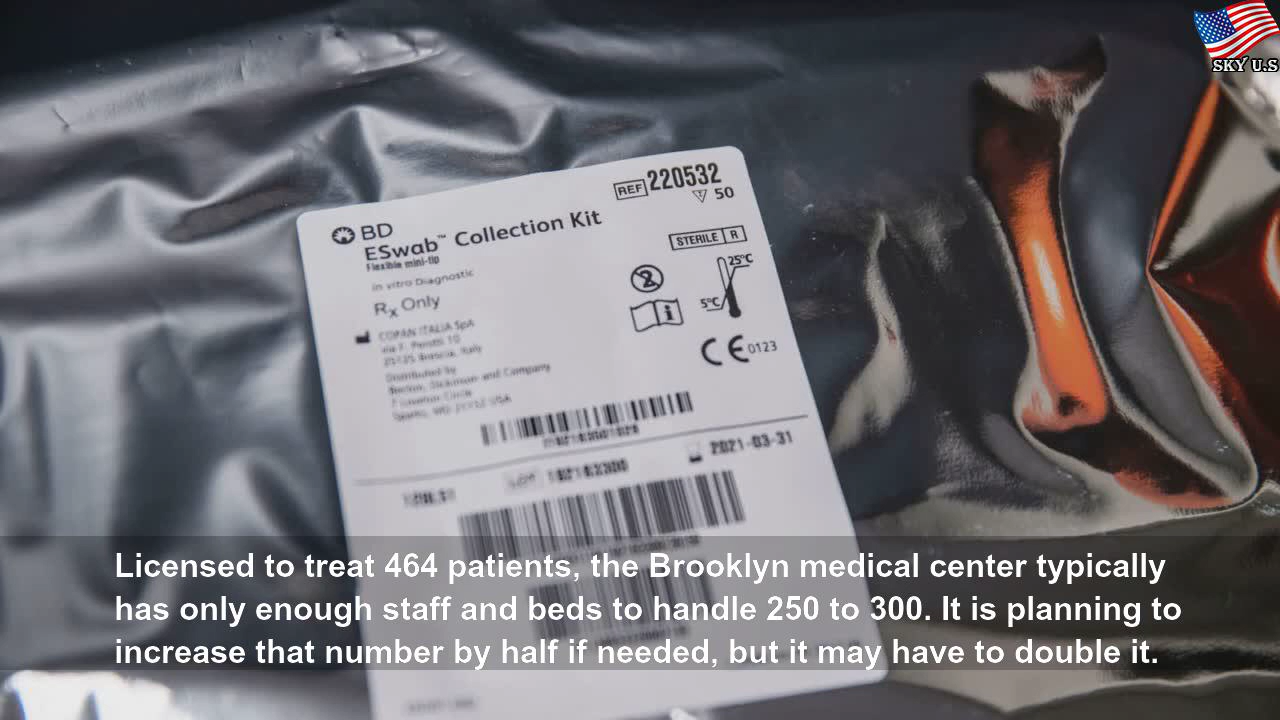 SKY U.S
REF 220532
50
BD
ESwab™ Collection Kit
Flexible mini-tip
in vitro Diagnostic
Rx Only
STERILE R
25°C
5°C
COPAN ITALIA SpA
via F. Perotti 10
25125 Brescia, Italy
CE 0123
Distributed by
Becton, Dickinson and Company
7 Loveton Circle
Sparks, MD 21152 USA
2021-03-31
LOT
Licensed to treat 464 patients, the Brooklyn medical center typically
has only enough staff and beds to handle 250 to 300. It is planning to
increase that number by half if needed, but it may have to double it.